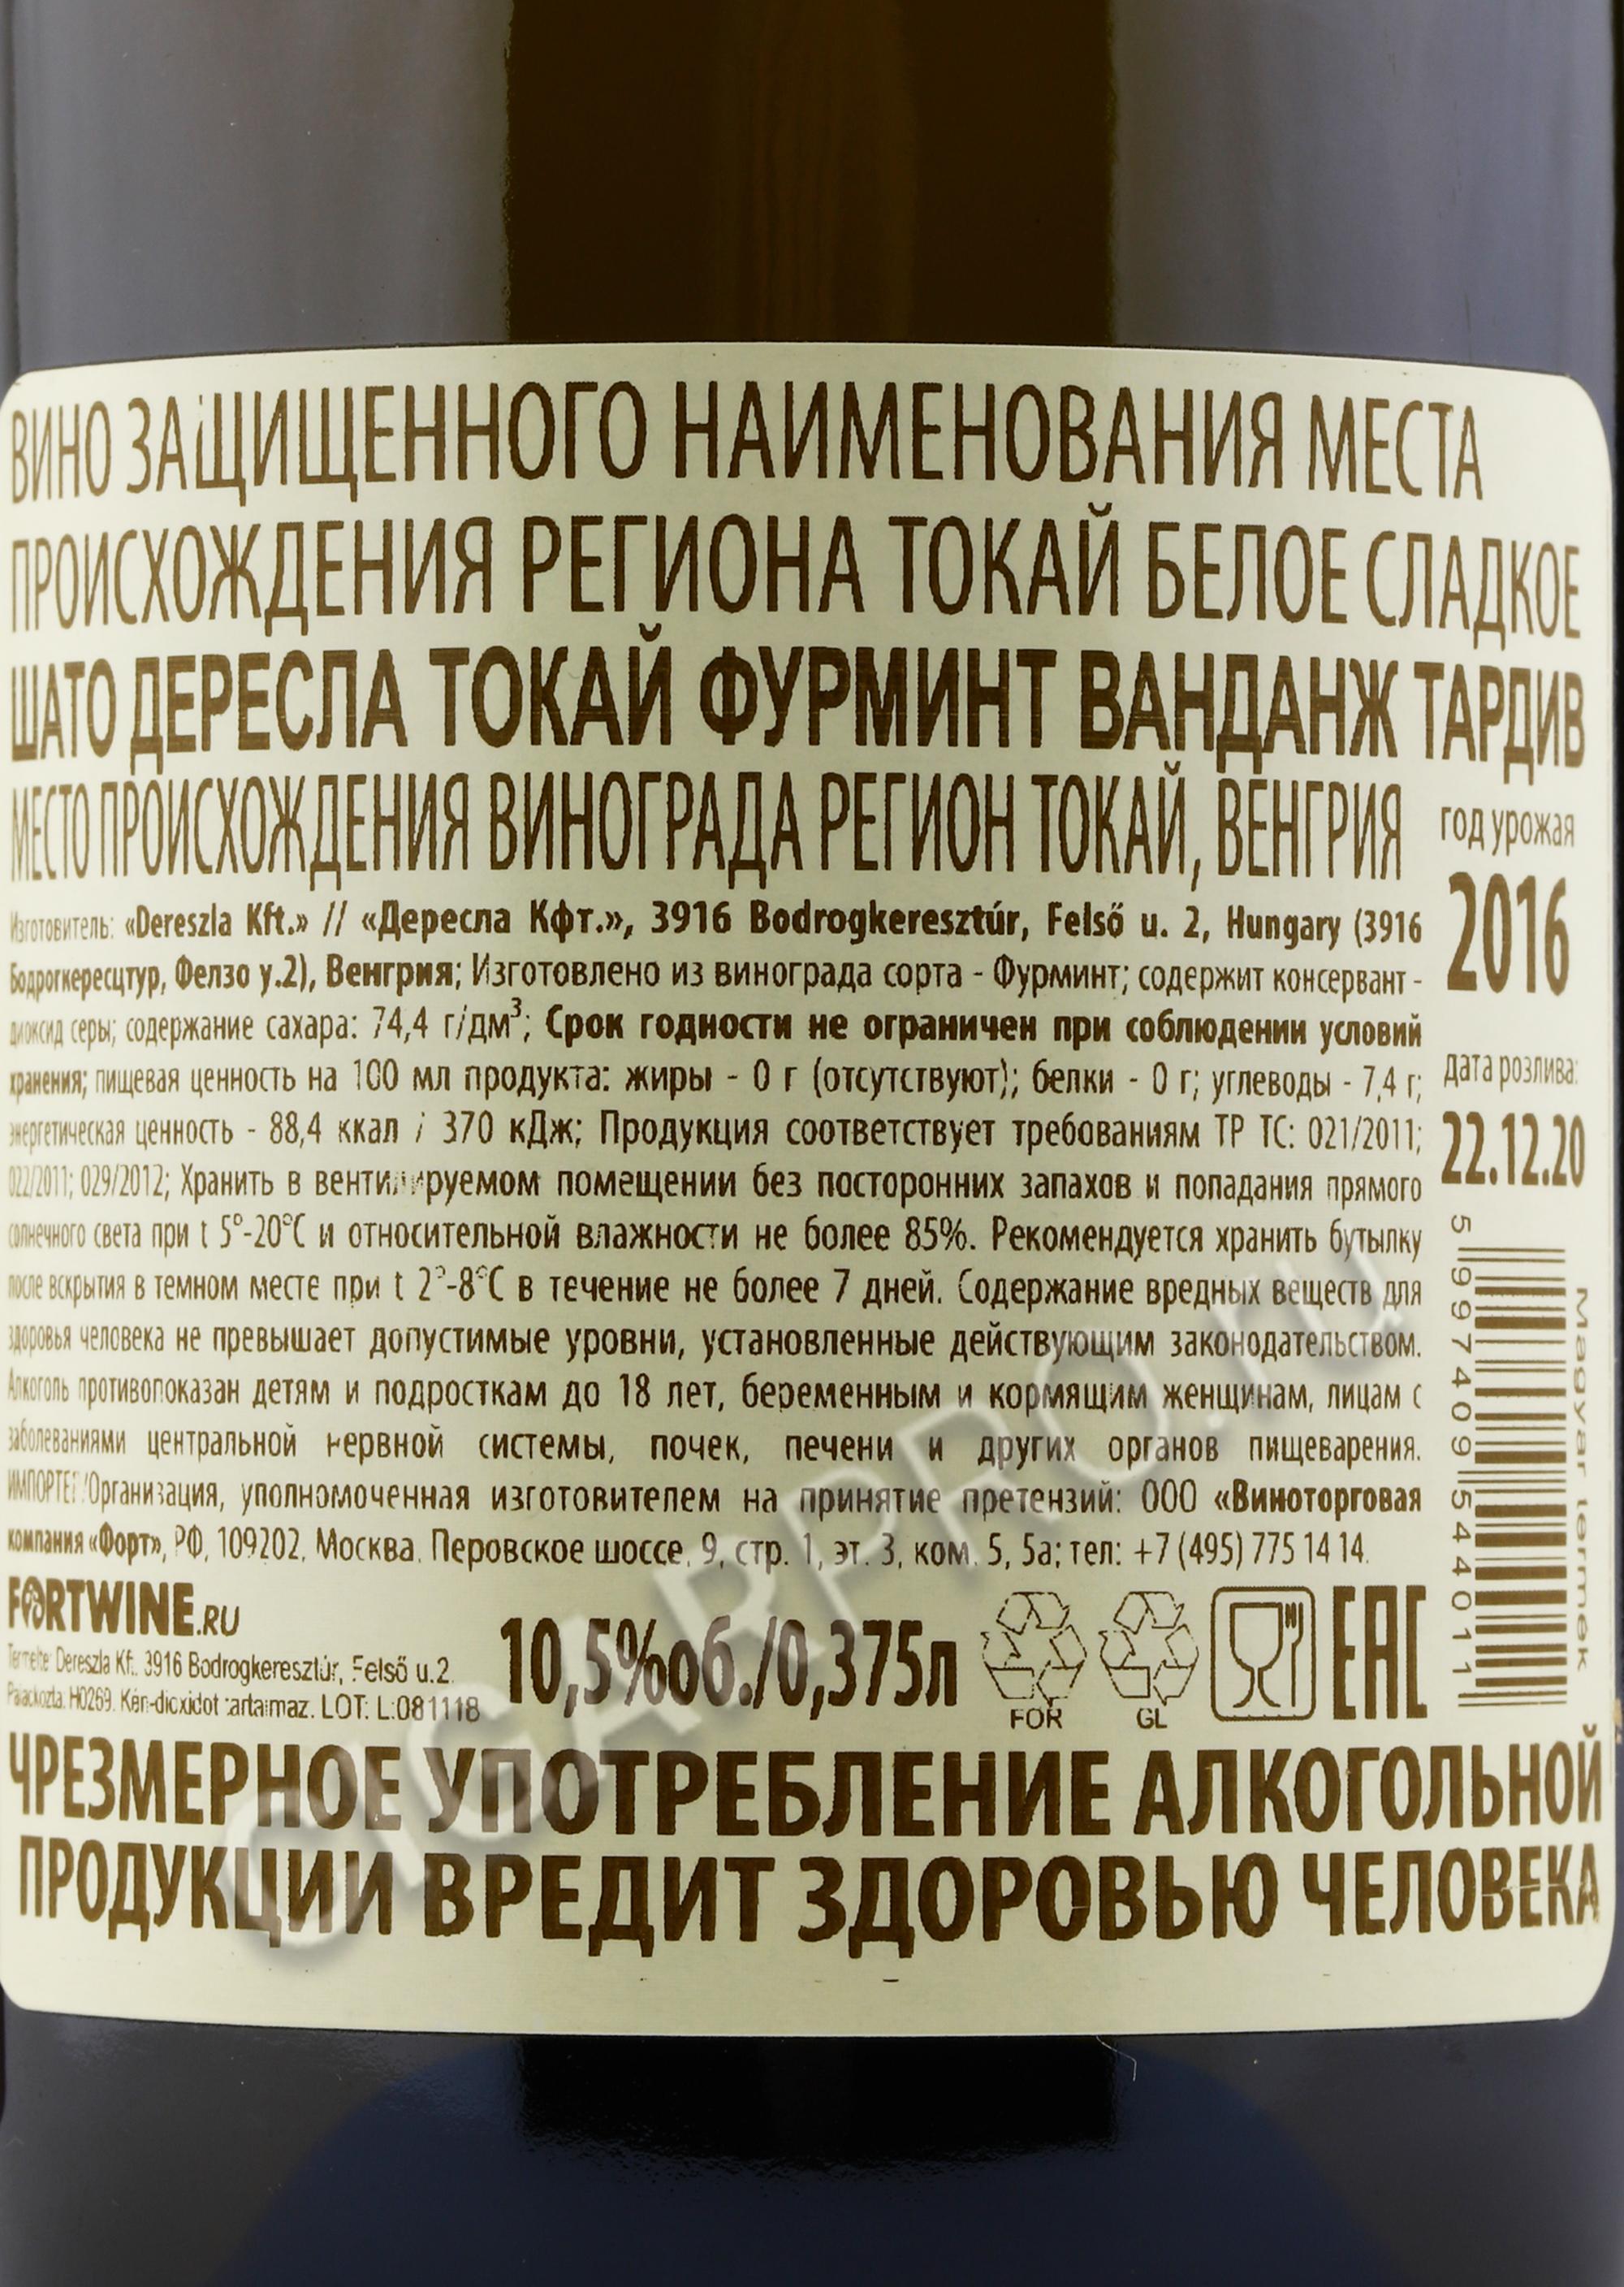 ВИНО ЗАЩИЩЕННОГО НАИМЕНОВАНИЯ МЕСТА
ПРОИСХОЖДЕНИЯ РЕГИОНА ТОКАЙ БЕЛОЕ СЛАДКОЕ
ШАТО ДЕРЕСЛА ТОКАЙ ФУРМИНТ ВАНДАНЖ ТАРДИВ
МЕСТО ПРОИСХОЖДЕНИЯ ВИНОГРАДА РЕГИОН ТОКАЙ, ВЕНГРИЯ
год урожая
2016
дата розлива:
22.12.20
Изготовитель: «Dereszla Kft.» // «Дересла Кфт.», 3916 Bodrogkeresztúr, Felső u. 2, Hungary (3916
Бодрогкересцтур, Фелзо у.2), Венгрия; Изготовлено из винограда сорта - Фурминт; содержит консервант -
диоксид серы; содержание сахара: 74,4 г/дм³; Срок годности не ограничен при соблюдении условий
хранения; пищевая ценность на 100 мл продукта: жиры - 0 г (отсутствуют); белки - 0 г; углеводы - 7,4 г;
энергетическая ценность - 88,4 ккал / 370 кДж; Продукция соответствует требованиям ТР ТС: 021/2011;
022/2011; 029/2012; Хранить в вентилируемом помещении без посторонних запахов и попадания прямого
солнечного света при t 5°-20°C и относительной влажности не более 85%. Рекомендуется хранить бутылку
после вскрытия в темном месте при t 2°-8°C в течение не более 7 дней. Содержание вредных веществ для
здоровья человека не превышает допустимые уровни, установленные действующим законодательством.
Алкоголь противопоказан детям и подросткам до 18 лет, беременным и кормящим женщинам, лицам с
заболеваниями центральной нервной системы, почек, печени и других органов пищеварения.
ИМПОРТЕР/Организация, уполномоченная изготовителем на принятие претензий: ООО «Виноторговая
компания «Форт», РФ, 109202, Москва, Перовское шоссе, 9, стр. 1, эт. 3, ком. 5, 5а; тел: +7 (495) 775 14 14.
FORTWINE.RU
Termelte: Dereszla Kft. 3916 Bodrogkeresztúr, Felső u.2.
Palackozta: H0269. Kén-dioxidot tartalmaz. LOT: L:081118
10,5%об./0,375л
FOR
GL
EAC
5 997409 544011
Magyar termék
ЧРЕЗМЕРНОЕ УПОТРЕБЛЕНИЕ АЛКОГОЛЬНОЙ
ПРОДУКЦИИ ВРЕДИТ ЗДОРОВЬЮ ЧЕЛОВЕКА
CIGARPRO.ru